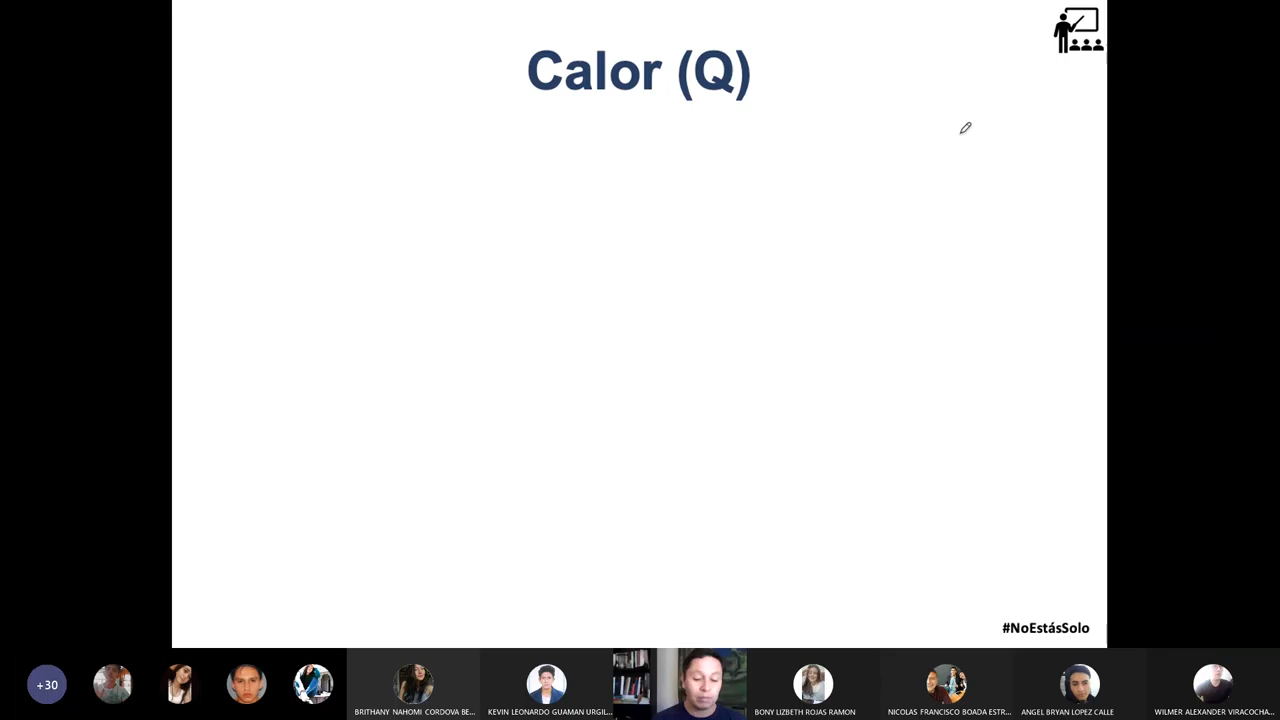 Calor (Q)
#NoEstásSolo
+30
BRITHANY NAHOMI CORDOVA BE...
KEVIN LEONARDO GUAMAN URGIL...
BONY LIZBETH ROJAS RAMON
NICOLAS FRANCISCO BOADA ESTR...
ANGEL BRYAN LOPEZ CALLE
WILMER ALEXANDER VIRACOCHA...